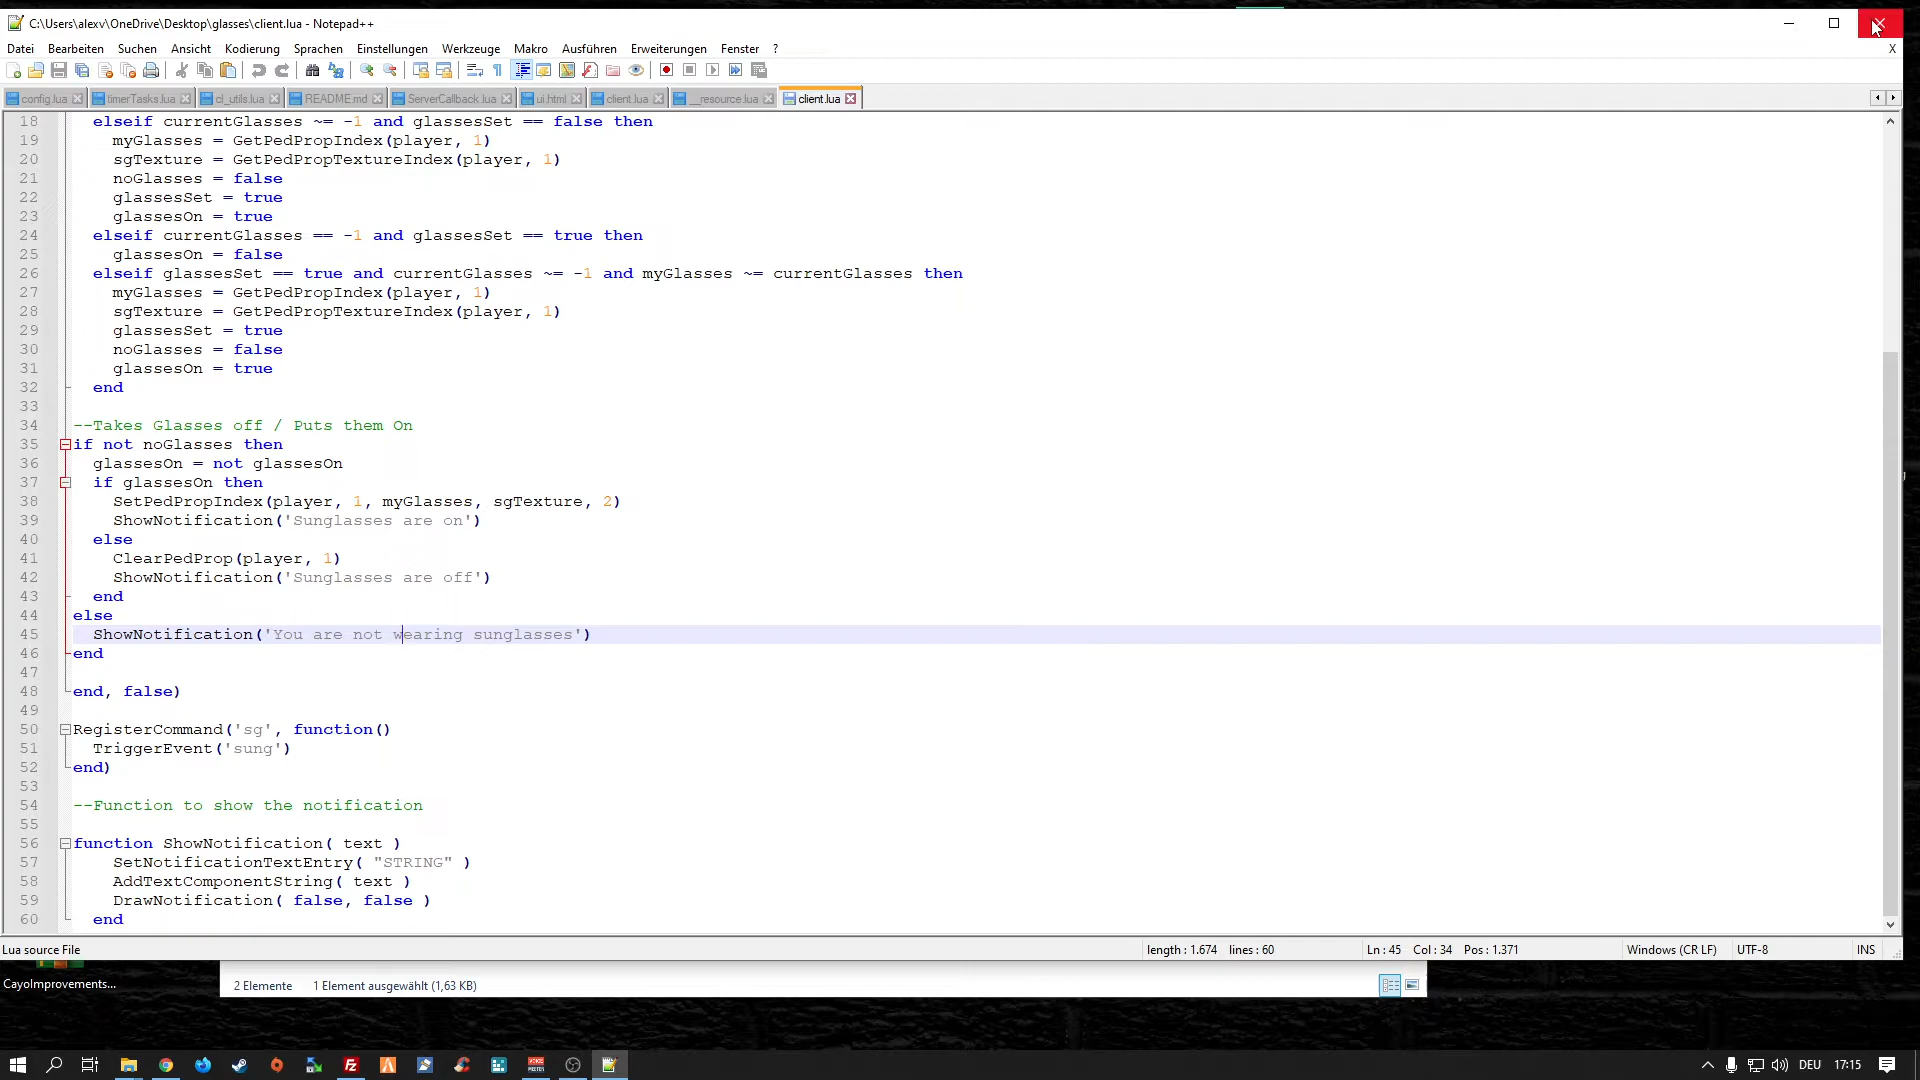 C:\Users\alexv\OneDrive\Desktop\glasses\client.lua - Notepad++
Datei Bearbeiten Suchen Ansicht Kodierung Sprachen Einstellungen Werkzeuge Makro Ausführen Erweiterungen Fenster ? X
config.lua timerTasks.lua cl_utils.lua README.md ServerCallback.lua ui.html client.lua __resource.lua client.lua
18 elseif currentGlasses ~= -1 and glassesSet == false then
19 myGlasses = GetPedPropIndex(player, 1)
20 sgTexture = GetPedPropTextureIndex(player, 1)
21 noGlasses = false
22 glassesSet = true
23 glassesOn = true
24 elseif currentGlasses == -1 and glassesSet == true then
25 glassesOn = false
26 elseif glassesSet == true and currentGlasses ~= -1 and myGlasses ~= currentGlasses then
27 myGlasses = GetPedPropIndex(player, 1)
28 sgTexture = GetPedPropTextureIndex(player, 1)
29 glassesSet = true
30 noGlasses = false
31 glassesOn = true
32 end
33
34 --Takes Glasses off / Puts them On
35 if not noGlasses then
36 glassesOn = not glassesOn
37 if glassesOn then
38 SetPedPropIndex(player, 1, myGlasses, sgTexture, 2)
39 ShowNotification('Sunglasses are on')
40 else
41 ClearPedProp(player, 1)
42 ShowNotification('Sunglasses are off')
43 end
44 else
45 ShowNotification('You are not wearing sunglasses')
46 end
47
48 end, false)
49
50 RegisterCommand('sg', function()
51 TriggerEvent('sung')
52 end)
53
54 --Function to show the notification
55
56 function ShowNotification( text )
57 SetNotificationTextEntry( "STRING" )
58 AddTextComponentString( text )
59 DrawNotification( false, false )
60 end
Lua source File length : 1.674 lines : 60 Ln : 45 Col : 34 Pos : 1.371 Windows (CR LF) UTF-8 INS
CayoImprovements...
2 Elemente 1 Element ausgewählt (1,63 KB)
DEU 17:15